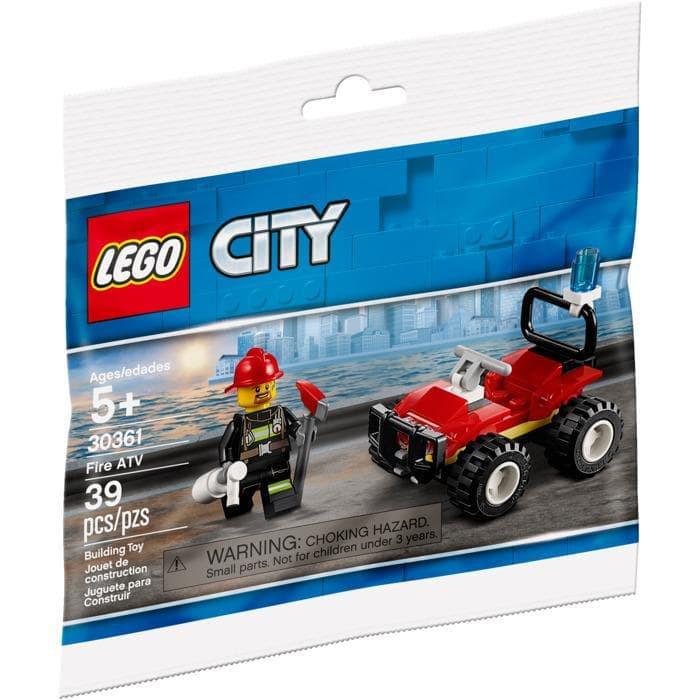 LEGO
CITY
Ages/edades
5+
30361
Fire ATV
39
pcs/pzs
Building Toy
Jouet de
construction
Juguete para
Construir
WARNING: CHOKING HAZARD.
Small parts. Not for children under 3 years.